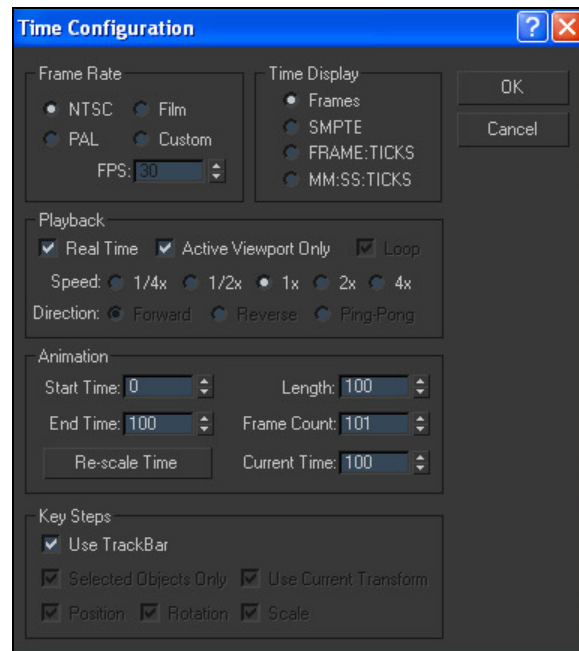 Time Configuration
Frame Rate
NTSC Film
PAL Custom
FPS: 30
Time Display
Frames
SMPTE
FRAME:TICKS
MM:SS:TICKS
OK
Cancel
Playback
Real Time Active Viewport Only Loop
Speed: 1/4x 1/2x 1x 2x 4x
Direction: Forward Reverse Ping-Pong
Animation
Start Time: 0 Length: 100
End Time: 100 Frame Count: 101
Re-scale Time Current Time: 100
Key Steps
Use TrackBar
Selected Objects Only Use Current Transform
Position Rotation Scale